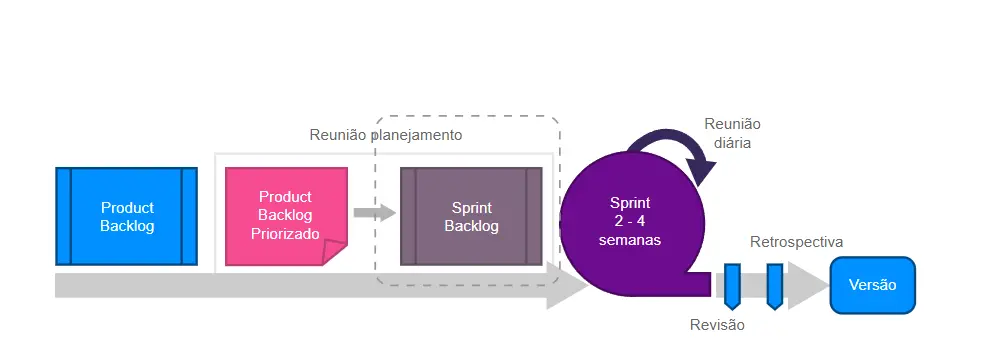 Reunião planejamento
Reunião
diária
Product
Backlog
Product
Backlog
Priorizado
Sprint
Backlog
Sprint
2 - 4
semanas
Retrospectiva
Versão
Revisão